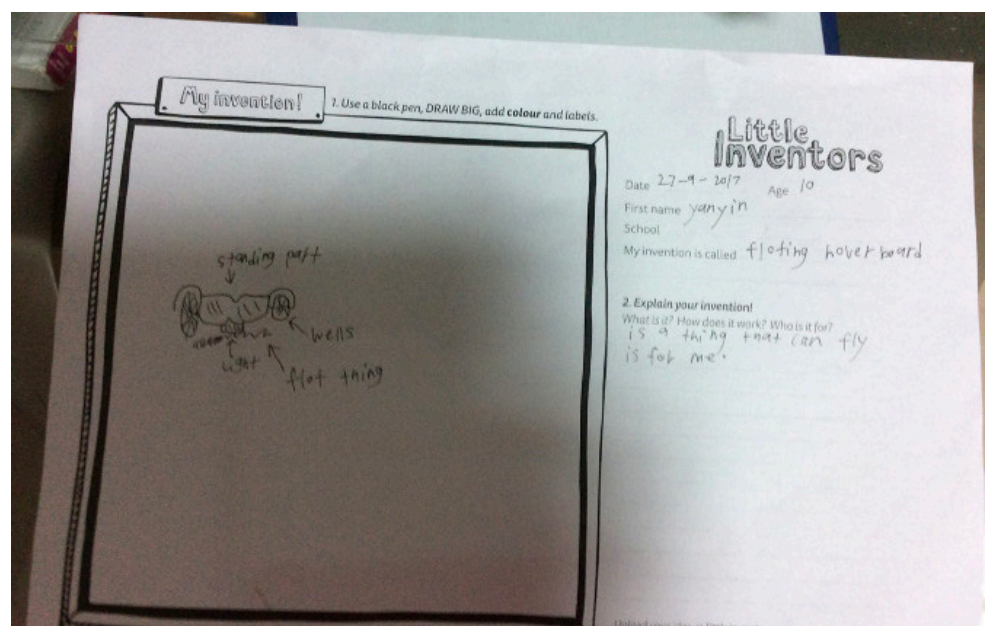 My invention!
1. Use a black pen, DRAW BIG, add colour and labels.
Little
Inventors
Date 27-9-2017 Age 10
First name yanyin
School
My invention is called floting hoverboard
2. Explain your invention!
What is it? How does it work? Who is it for?
is a thing that can fly
is for me.
standing part
wells
light
flot thing